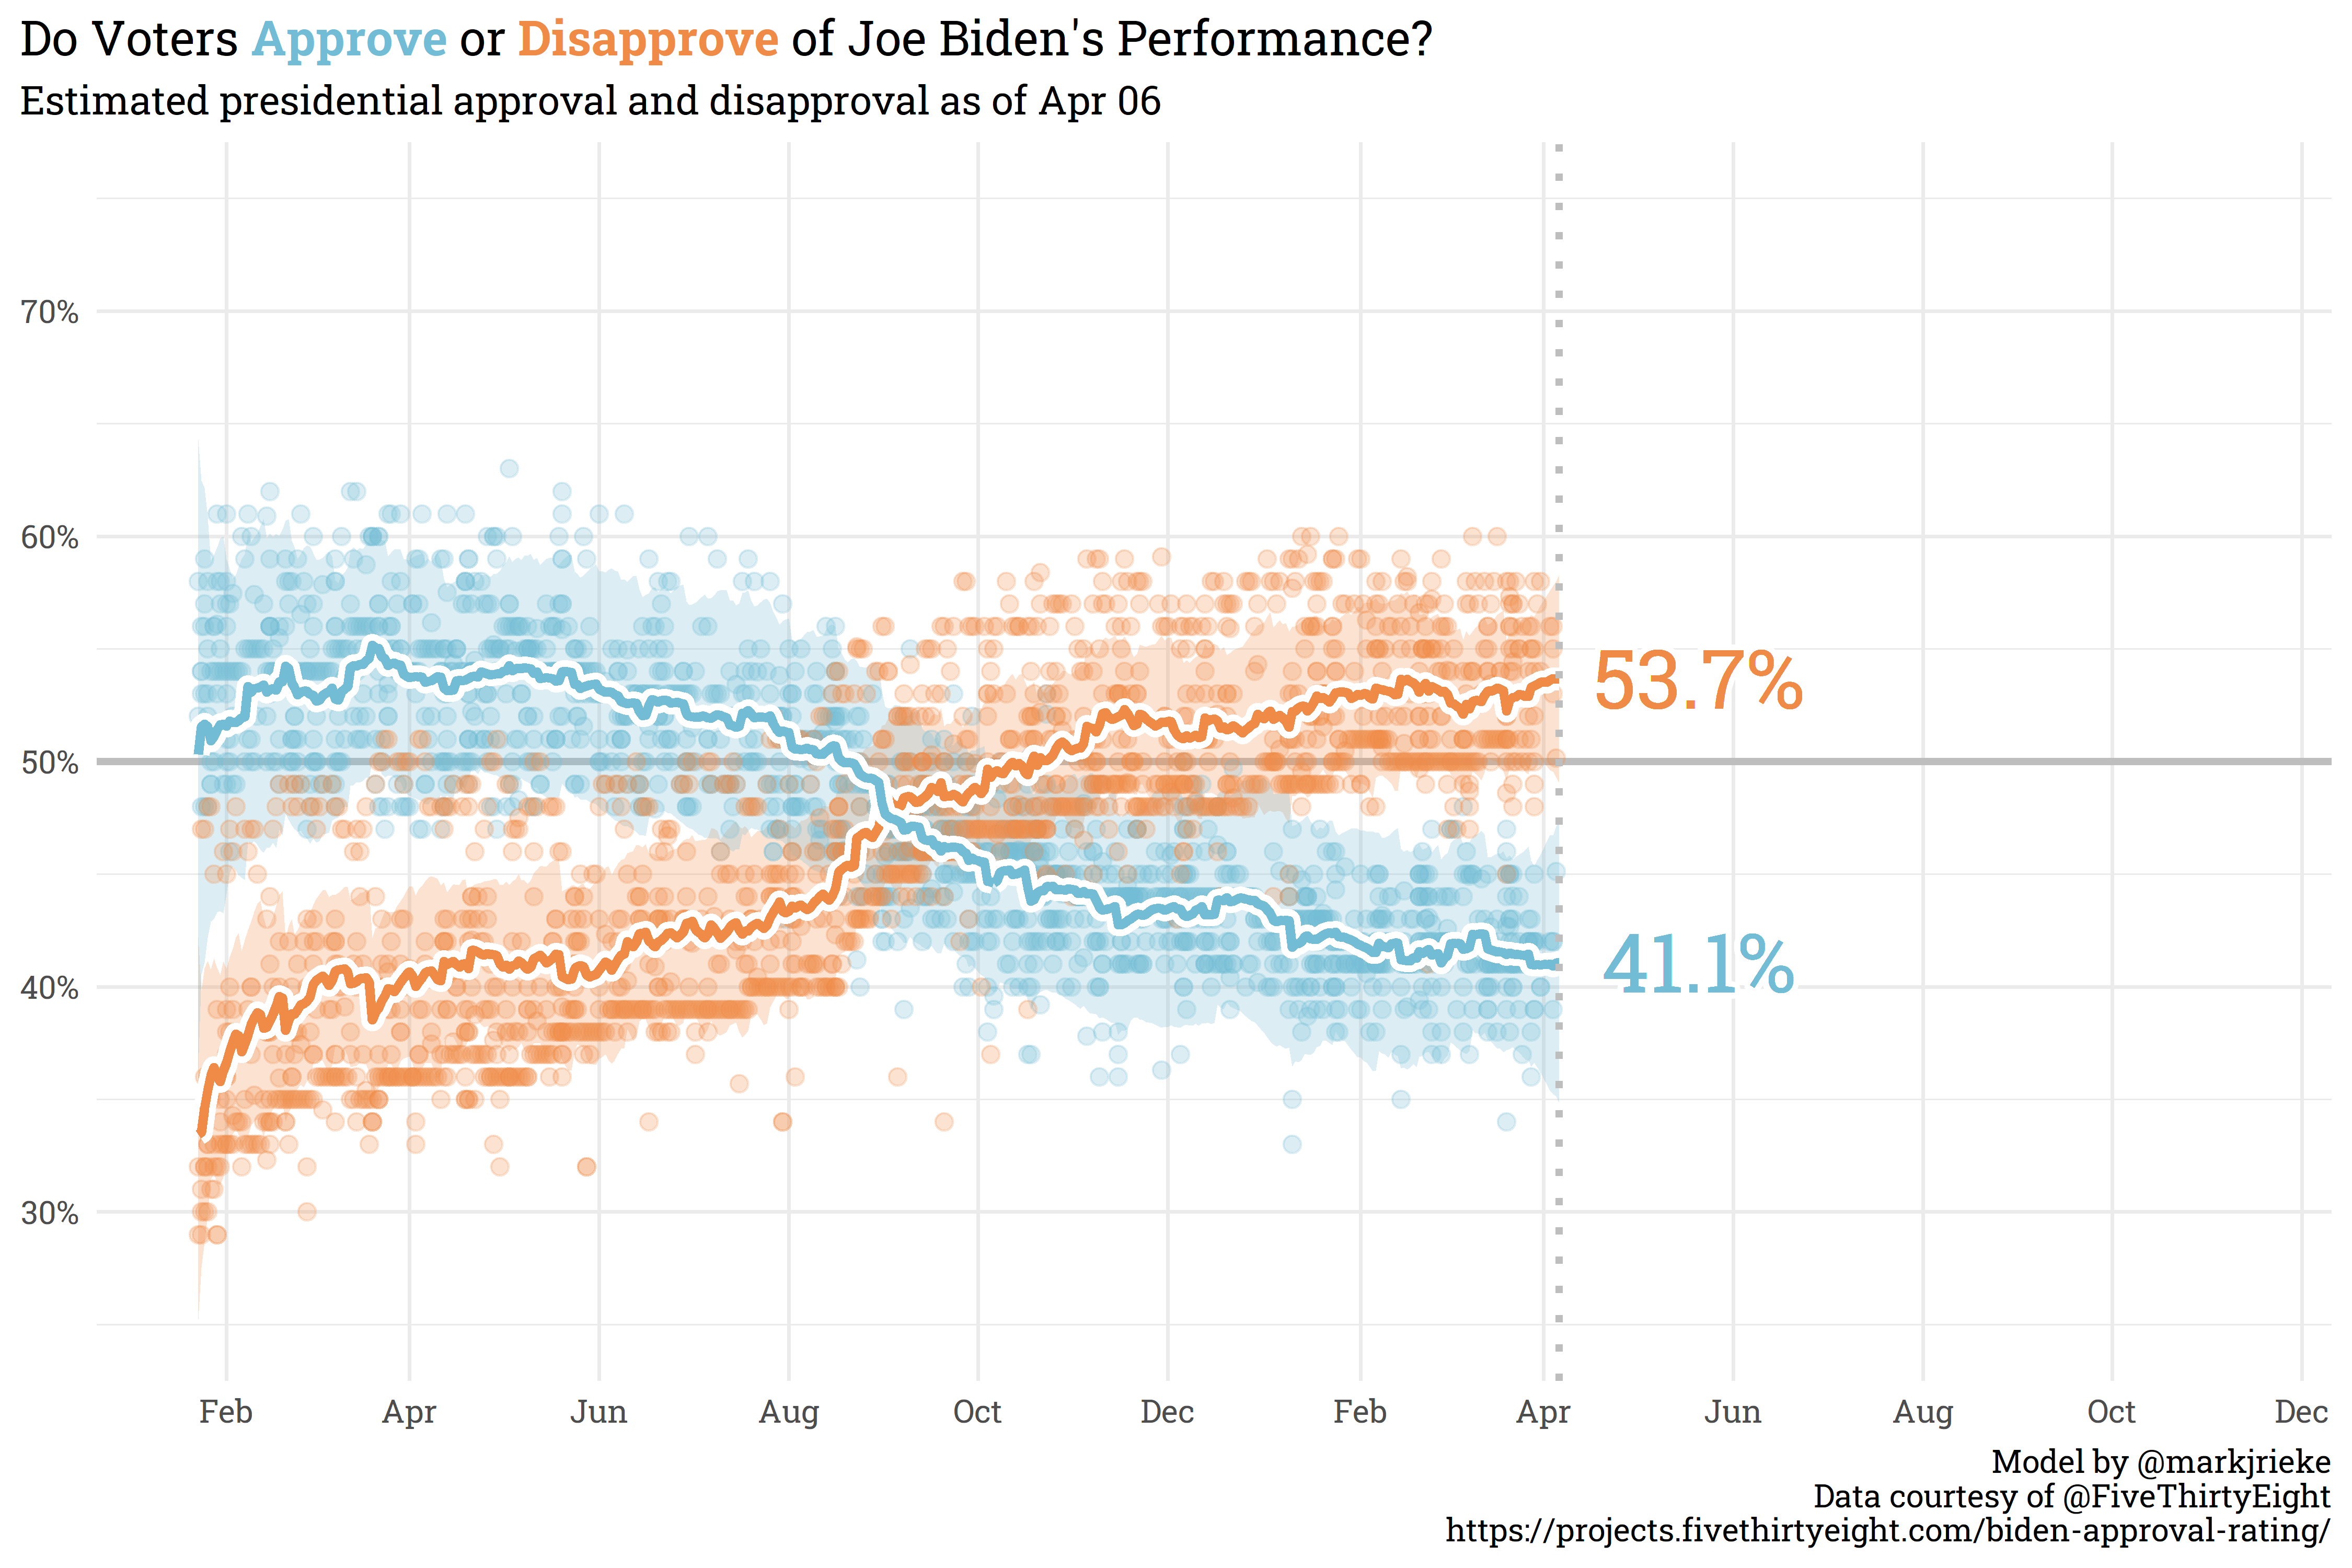 Do Voters Approve or Disapprove of Joe Biden's Performance?
Estimated presidential approval and disapproval as of Apr 06
70%
60%
50%
40%
30%
53.7%
41.1%
Feb Apr Jun Aug Oct Dec Feb Apr Jun Aug Oct Dec
Model by @markjrieke
Data courtesy of @FiveThirtyEight
https://projects.fivethirtyeight.com/biden-approval-rating/